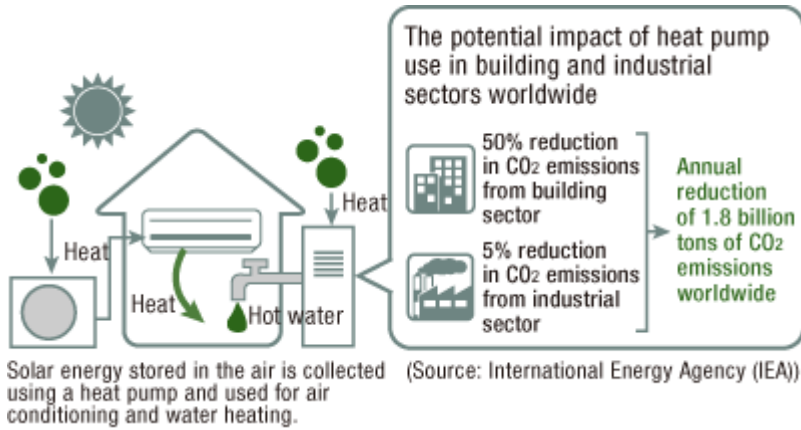 The potential impact of heat pump
use in building and industrial
sectors worldwide
50% reduction
in CO2 emissions
from building
sector
5% reduction
in CO2 emissions
from industrial
sector
Annual
reduction
of 1.8 billion
tons of CO2
emissions
worldwide
Heat
Heat
Heat
Hot water
Solar energy stored in the air is collected
using a heat pump and used for air
conditioning and water heating.
(Source: International Energy Agency (IEA))